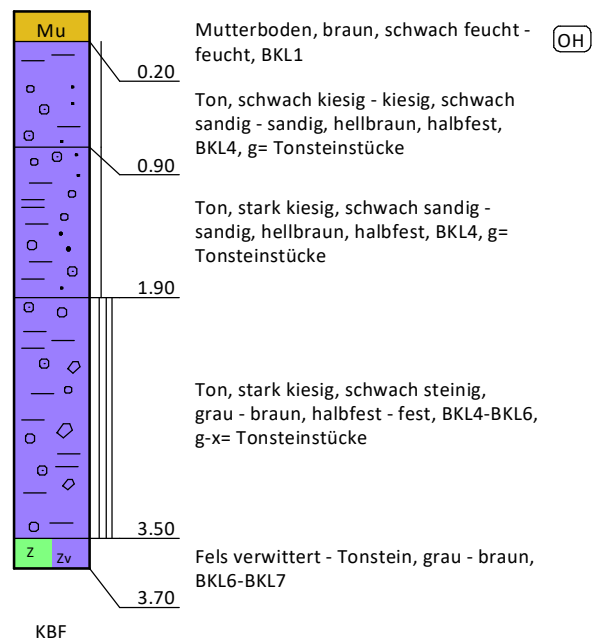 Mu
Mutterboden, braun, schwach feucht -
feucht, BKL1
OH
0.20
Ton, schwach kiesig - kiesig, schwach
sandig - sandig, hellbraun, halbfest,
BKL4, g= Tonsteinstücke
0.90
Ton, stark kiesig, schwach sandig -
sandig, hellbraun, halbfest, BKL4, g=
Tonsteinstücke
1.90
Ton, stark kiesig, schwach steinig,
grau - braun, halbfest - fest, BKL4-BKL6,
g-x= Tonsteinstücke
3.50
Z Zv
Fels verwittert - Tonstein, grau - braun,
BKL6-BKL7
3.70
KBF